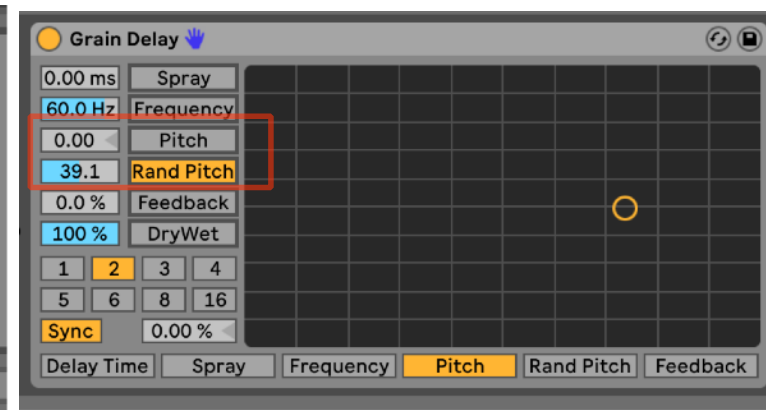 Grain Delay
0.00 ms Spray
60.0 Hz Frequency
0.00 Pitch
39.1 Rand Pitch
0.0 % Feedback
100 % DryWet
1 2 3 4
5 6 8 16
Sync 0.00 %
Delay Time Spray Frequency Pitch Rand Pitch Feedback